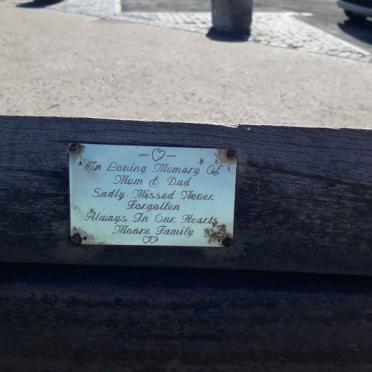 In Loving Memory Of
Mum & Dad
Sadly Missed Never
Forgotten
Always In Our Hearts
Moore Family